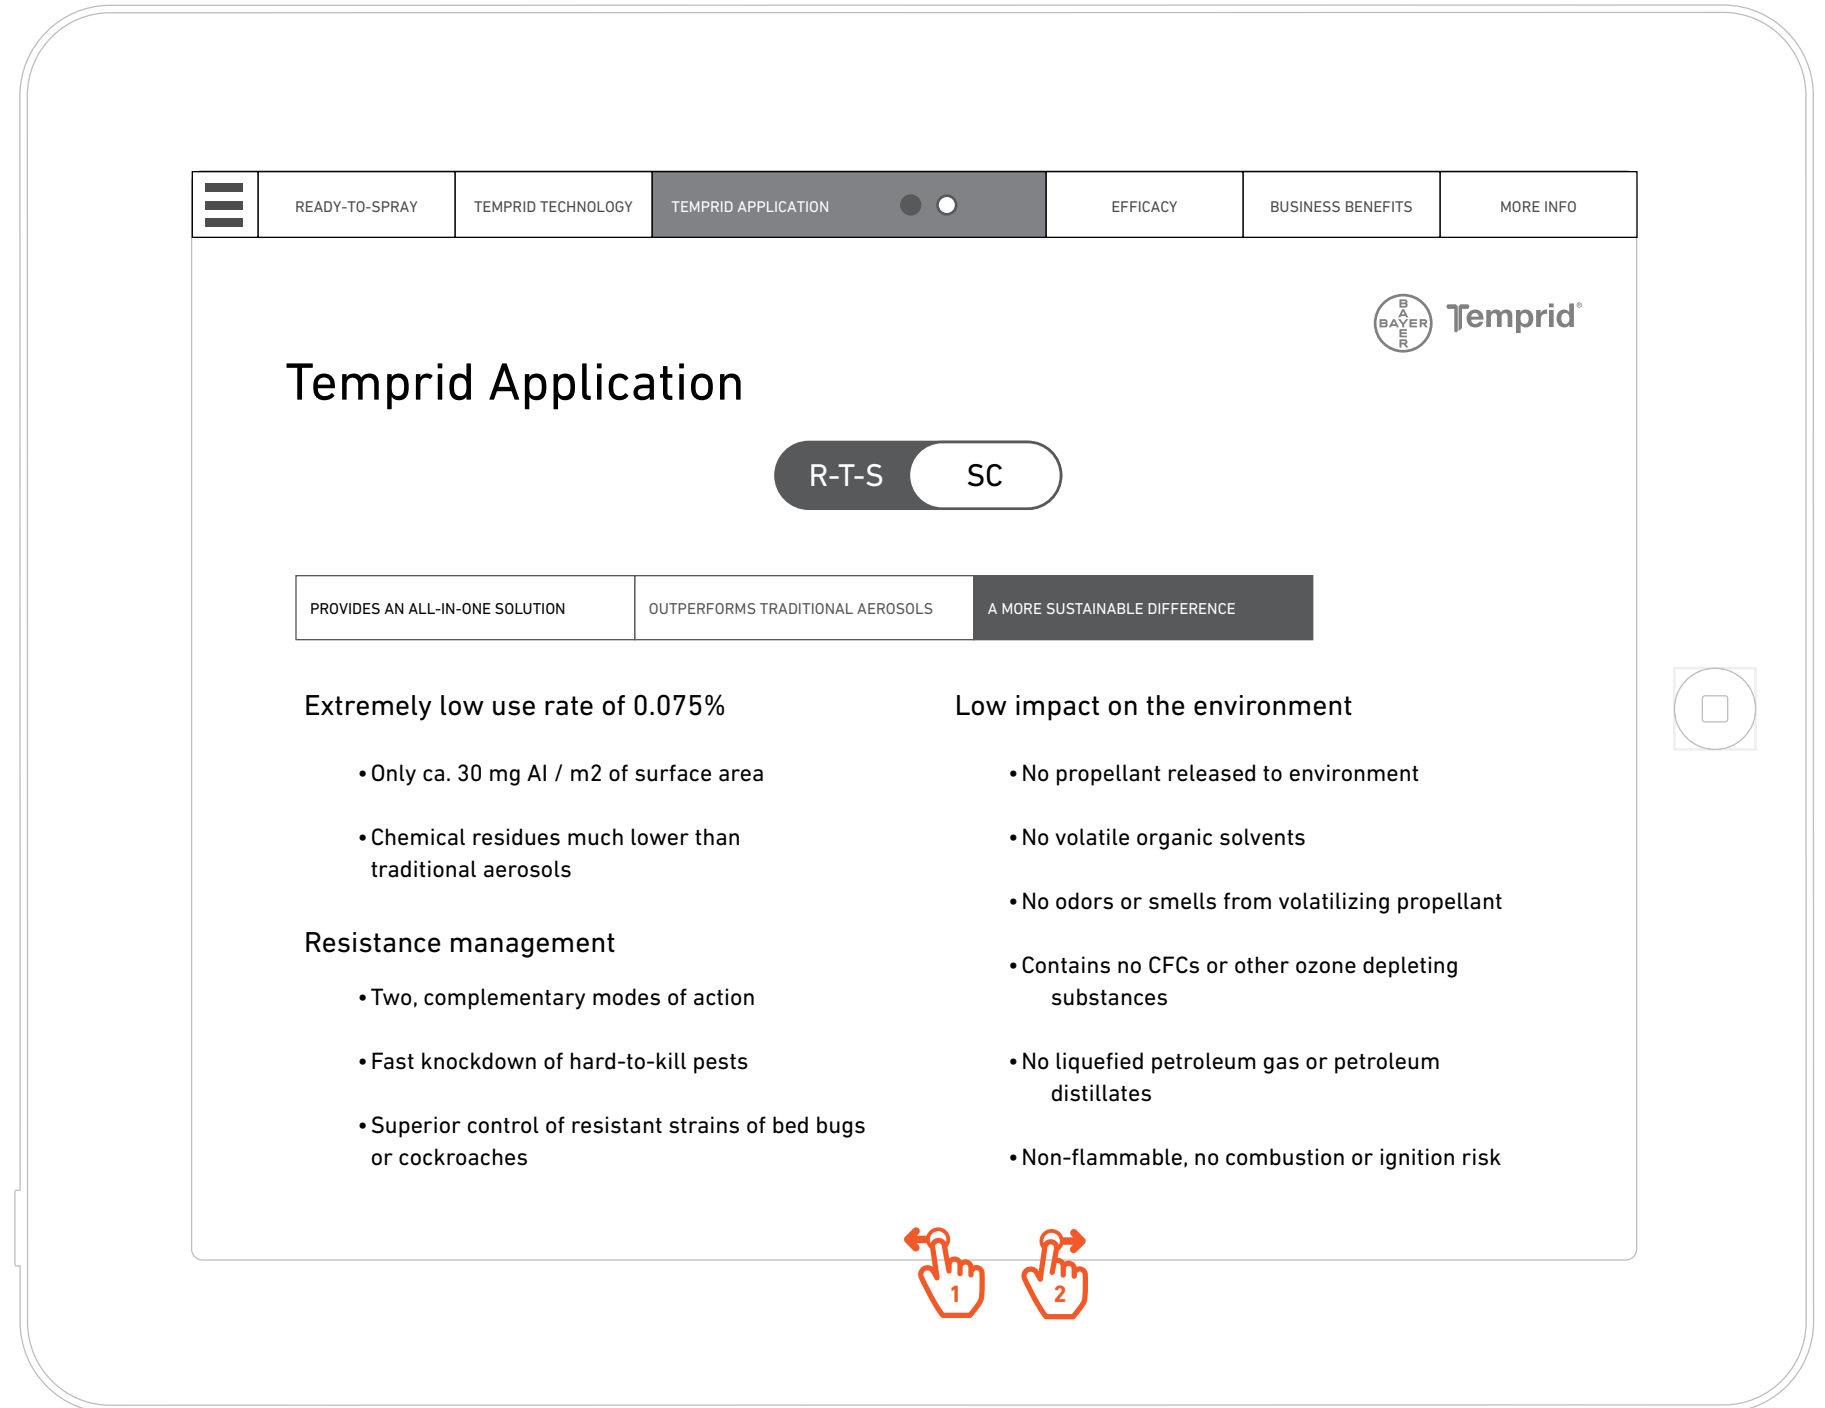 READY-TO-SPRAY
TEMPRID TECHNOLOGY
TEMPRID APPLICATION
EFFICACY
BUSINESS BENEFITS
MORE INFO
BAYER
BAYER
Temprid®
Temprid Application
R-T-S
SC
PROVIDES AN ALL-IN-ONE SOLUTION
OUTPERFORMS TRADITIONAL AEROSOLS
A MORE SUSTAINABLE DIFFERENCE
Extremely low use rate of 0.075%
• Only ca. 30 mg AI / m2 of surface area
• Chemical residues much lower than
traditional aerosols
Resistance management
• Two, complementary modes of action
• Fast knockdown of hard-to-kill pests
• Superior control of resistant strains of bed bugs
or cockroaches
Low impact on the environment
• No propellant released to environment
• No volatile organic solvents
• No odors or smells from volatilizing propellant
• Contains no CFCs or other ozone depleting
substances
• No liquefied petroleum gas or petroleum
distillates
• Non-flammable, no combustion or ignition risk
1
2